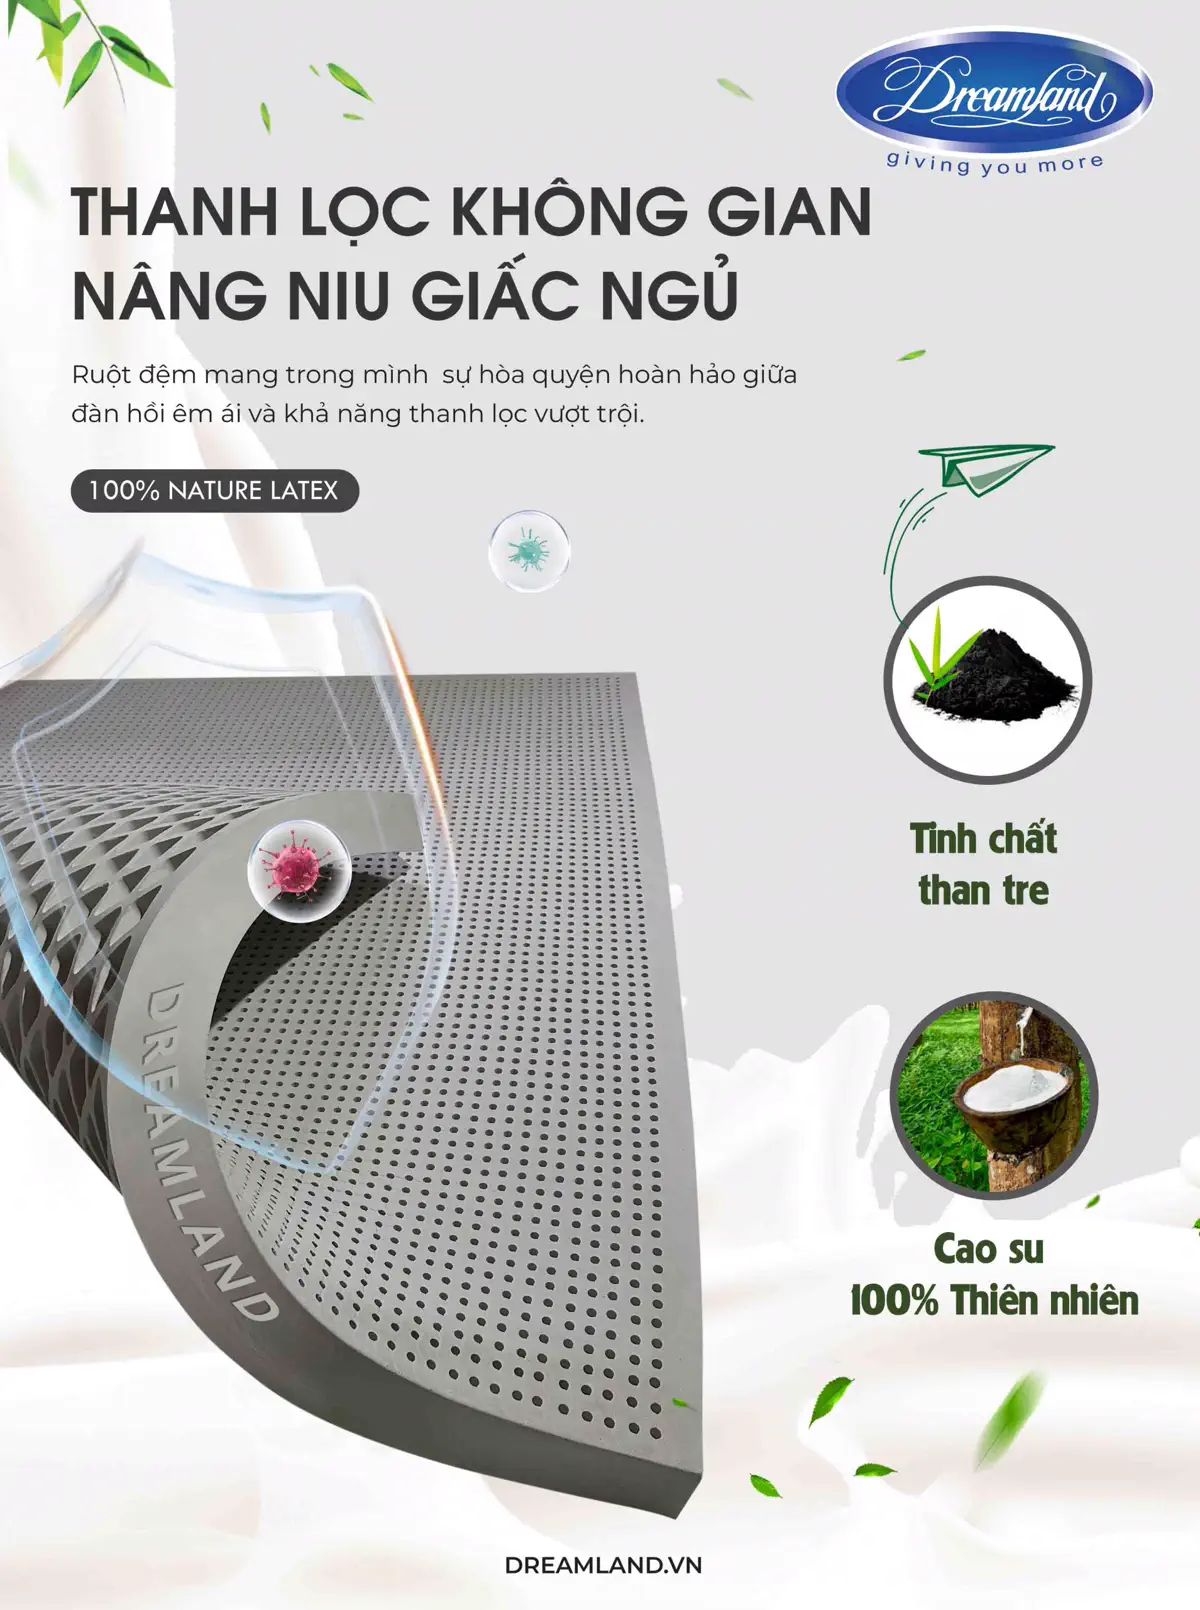 Dreamland
giving you more
THANH LỌC KHÔNG GIAN
NÂNG NIU GIẤC NGỦ
Ruột đệm mang trong mình sự hòa quyện hoàn hảo giữa
đàn hồi êm ái và khả năng thanh lọc vượt trội.
100% NATURE LATEX
Tinh chất
than tre
DREAMLAND
Cao su
100% Thiên nhiên
DREAMLAND.VN